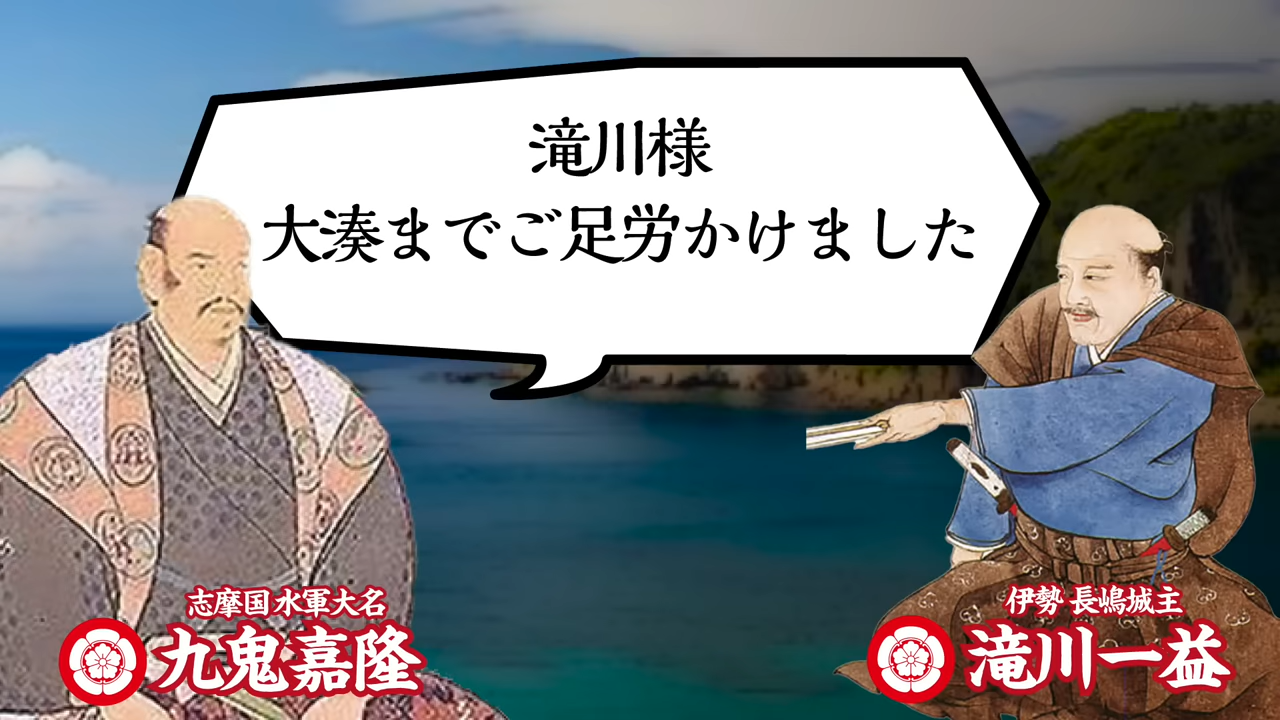 滝川様
大湊までご足労かけました
志摩国 水軍大名
九鬼嘉隆
伊勢 長嶋城主
滝川一益